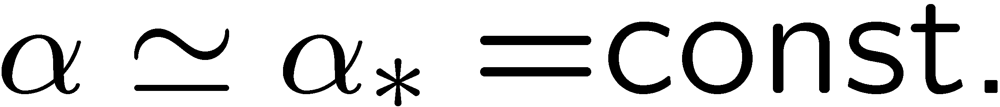 α ≃ α∗ =const.